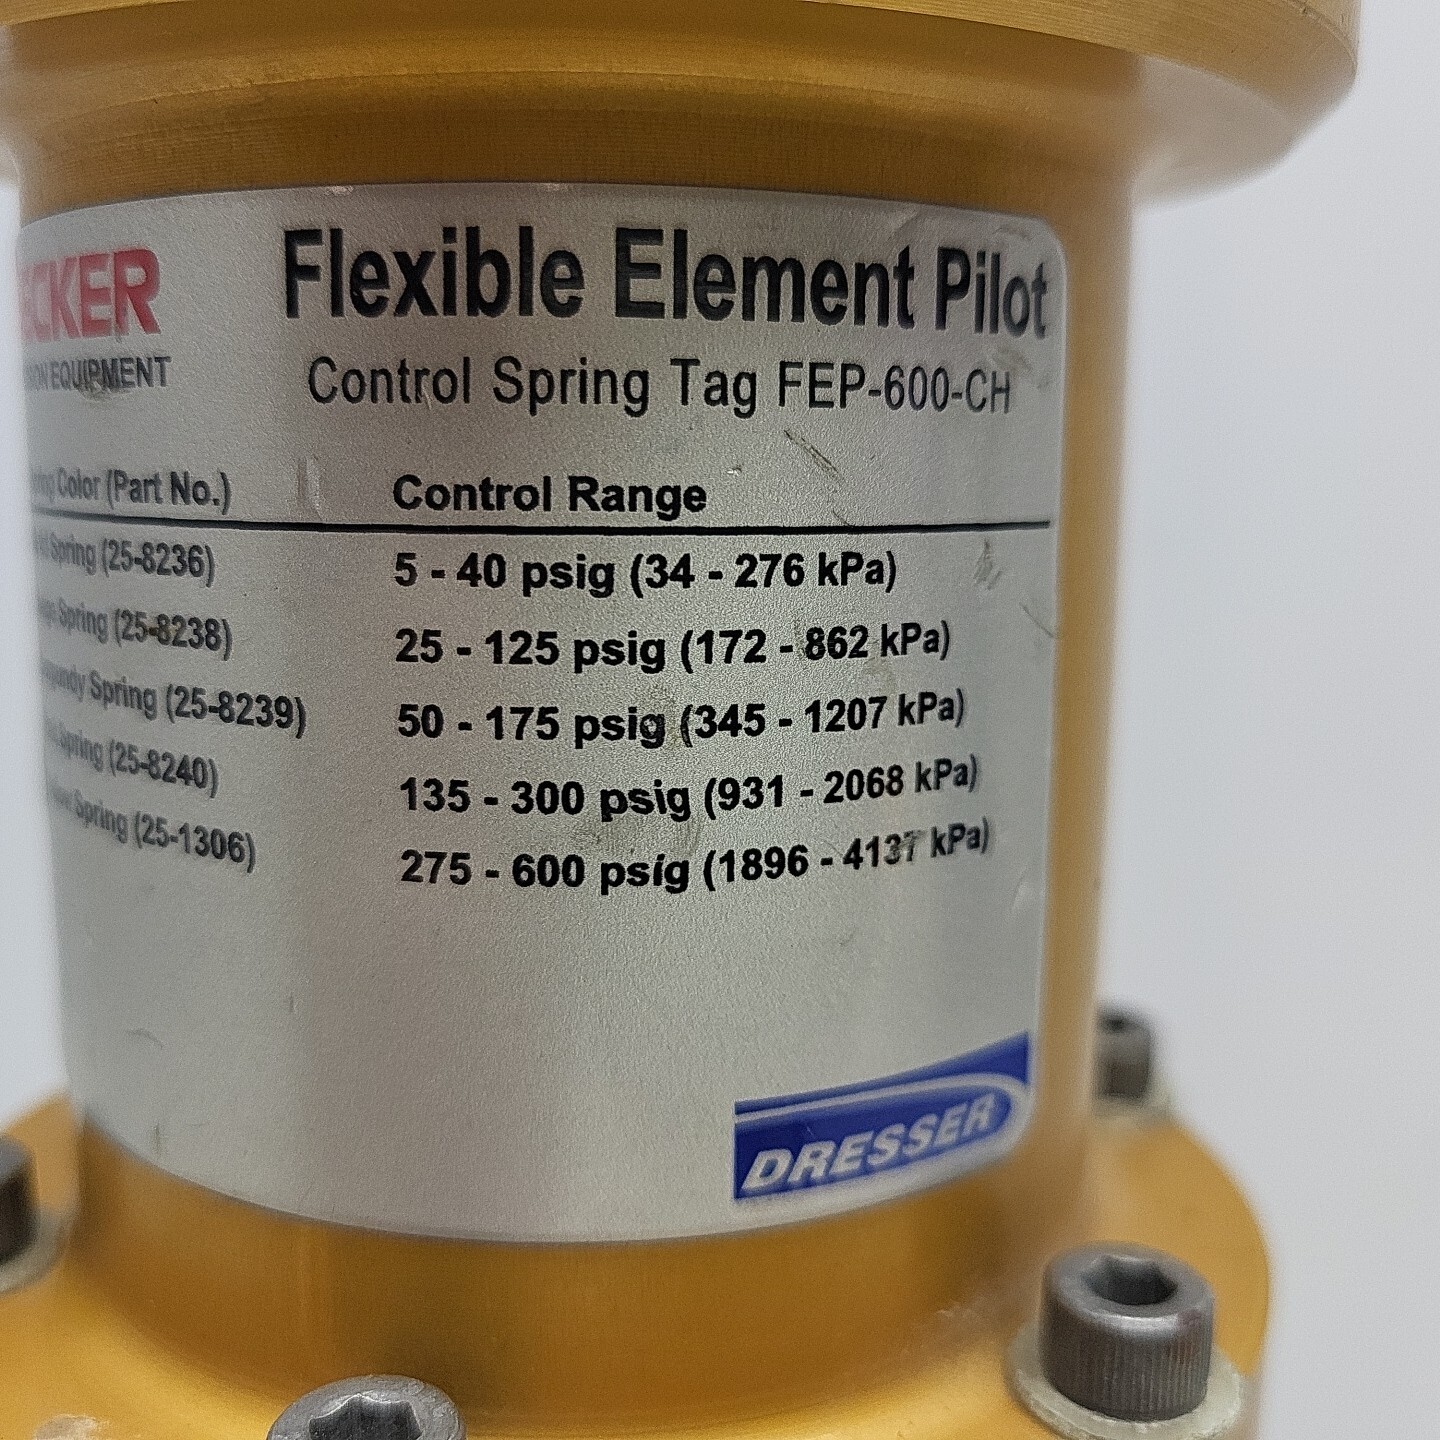 ECKER
Flexible Element Pilot
EQUIPMENT
Control Spring Tag FEP-600-CH
Color (Part No.)
Control Range
Spring (25-8236)
5 - 40 psig (34 - 276 kPa)
Spring (25-8238)
25 - 125 psig (172 - 862 kPa)
Spring (25-8239)
50 - 175 psig (345 - 1207 kPa)
Spring (25-8240)
135 - 300 psig (931 - 2068 kPa)
Spring (25-1306)
275 - 600 psig (1896 - 4137 kPa)
DRESSER